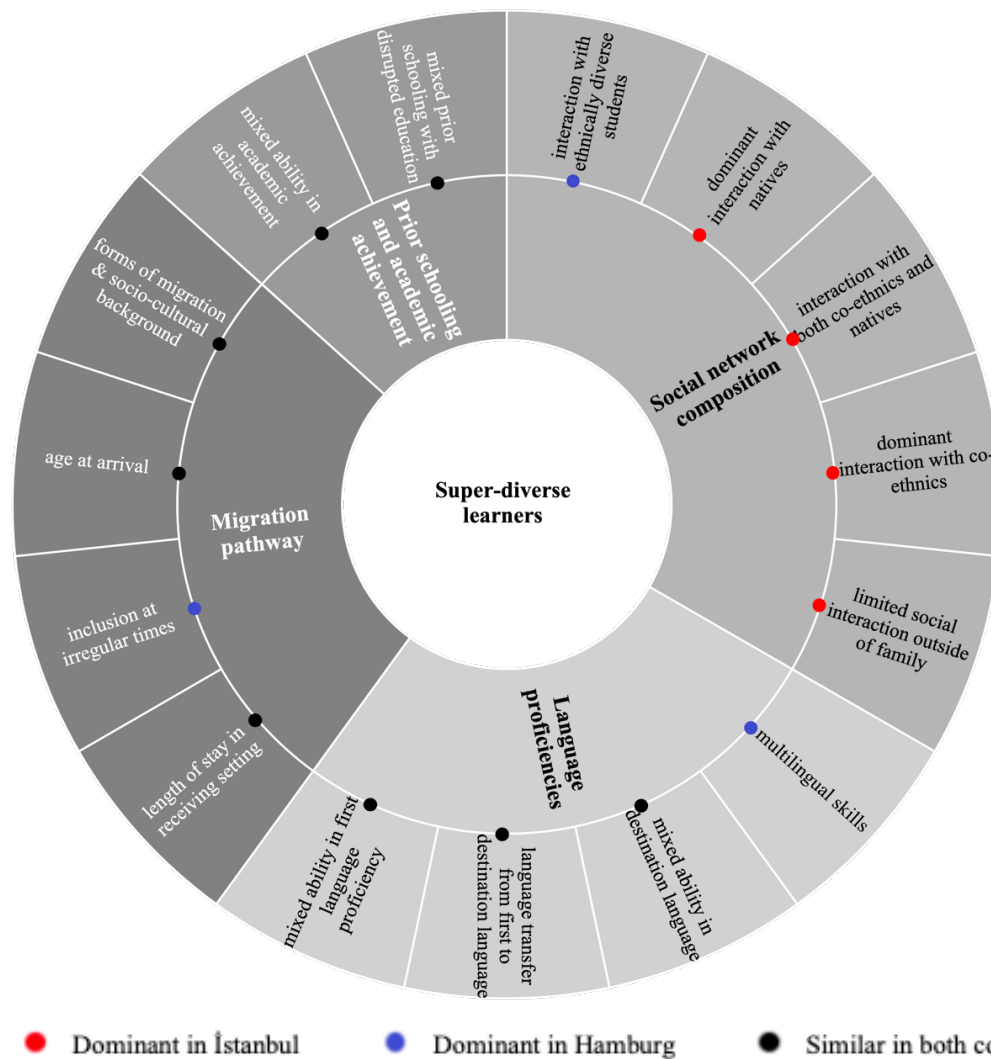 mixed prior
schooling with
disrupted education
interaction with
ethnically diverse
students
dominant
interaction with
natives
interaction with
both co-ethnics and
natives
dominant
interaction with co-
ethnics
limited social
interaction outside
of family
multilingual skills
mixed ability in
destination language
language transfer
from first to
destination language
mixed ability in first
language
proficiency
length of stay in
receiving setting
inclusion at
irregular times
age at arrival
forms of migration
& socio-cultural
background
mixed ability in
academic
achievement
Prior schooling
and academic
achievement
Social network
composition
Language
proficiencies
Migration
pathway
Super-diverse
learners
Dominant in İstanbul
Dominant in Hamburg
Similar in both co